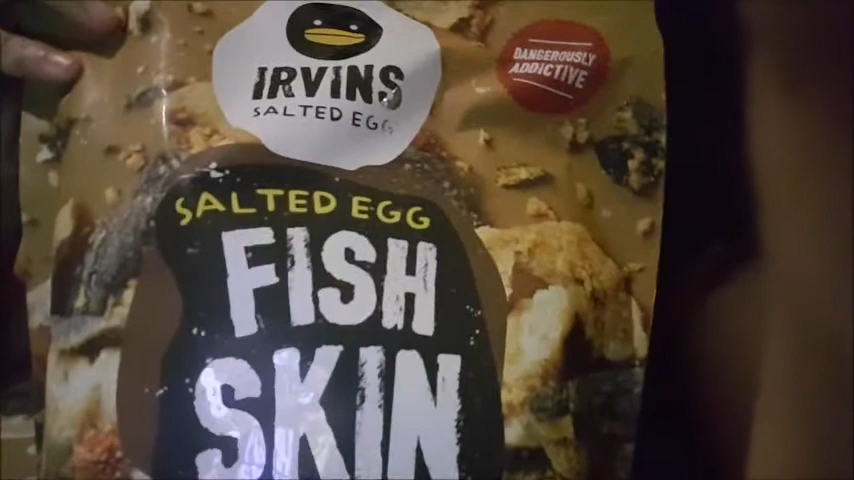 IRVINS
SALTED EGG
DANGEROUSLY
ADDICTIVE
SALTED EGG
FISH
SKIN